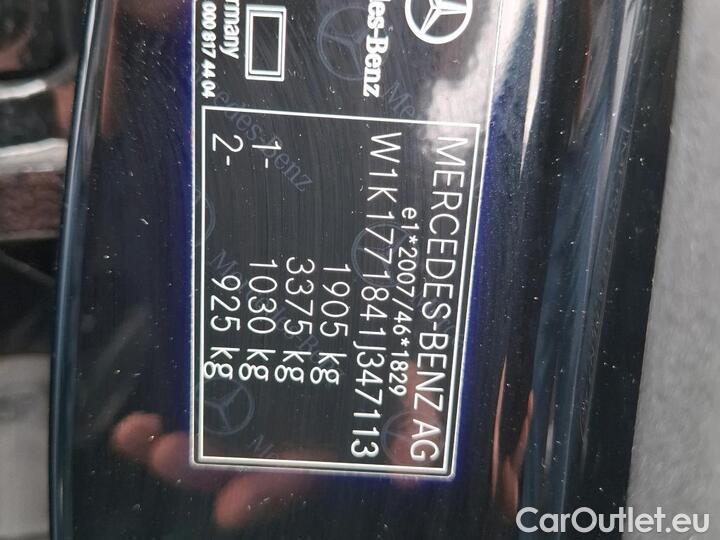 Mercedes-Benz
Germany
000 817 44 04
MERCEDES-BENZ AG
e1*2007/46*1829
W1K1771841J347113
1905 kg
3375 kg
1- 1030 kg
2- 925 kg
CarOutlet.eu